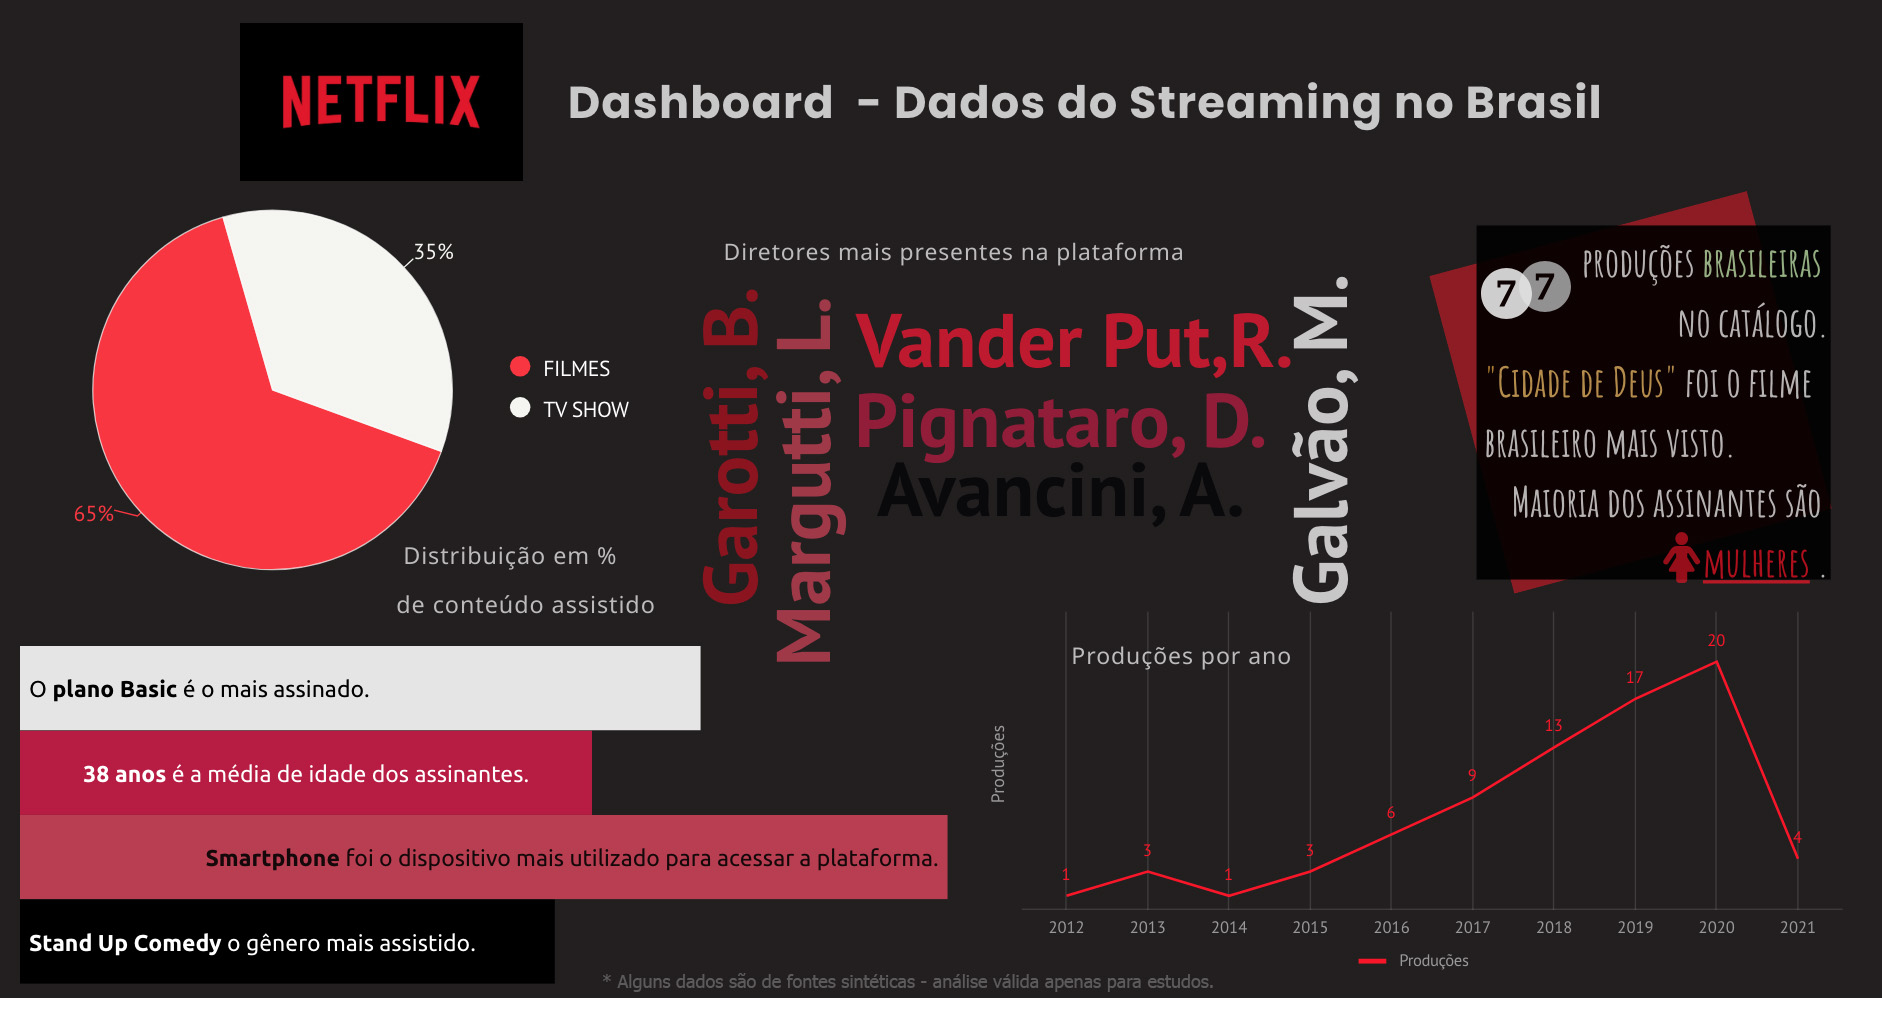 NETFLIX
Dashboard - Dados do Streaming no Brasil
35%
65%
FILMES
TV SHOW
Distribuição em %
de conteúdo assistido
Diretores mais presentes na plataforma
Garotti, B.
Margutti, L.
Vander Put,R.
Pignataro, D.
Avancini, A.
Galvão, M.
77 PRODUÇÕES BRASILEIRAS
NO CATÁLOGO.
"CIDADE DE DEUS" FOI O FILME
BRASILEIRO MAIS VISTO.
MAIORIA DOS ASSINANTES SÃO
MULHERES .
O plano Basic é o mais assinado.
38 anos é a média de idade dos assinantes.
Smartphone foi o dispositivo mais utilizado para acessar a plataforma.
Stand Up Comedy o gênero mais assistido.
Produções por ano
Produções
1 3 1 3 6 9 13 17 20 4
2012 2013 2014 2015 2016 2017 2018 2019 2020 2021
Produções
* Alguns dados são de fontes sintéticas - análise válida apenas para estudos.